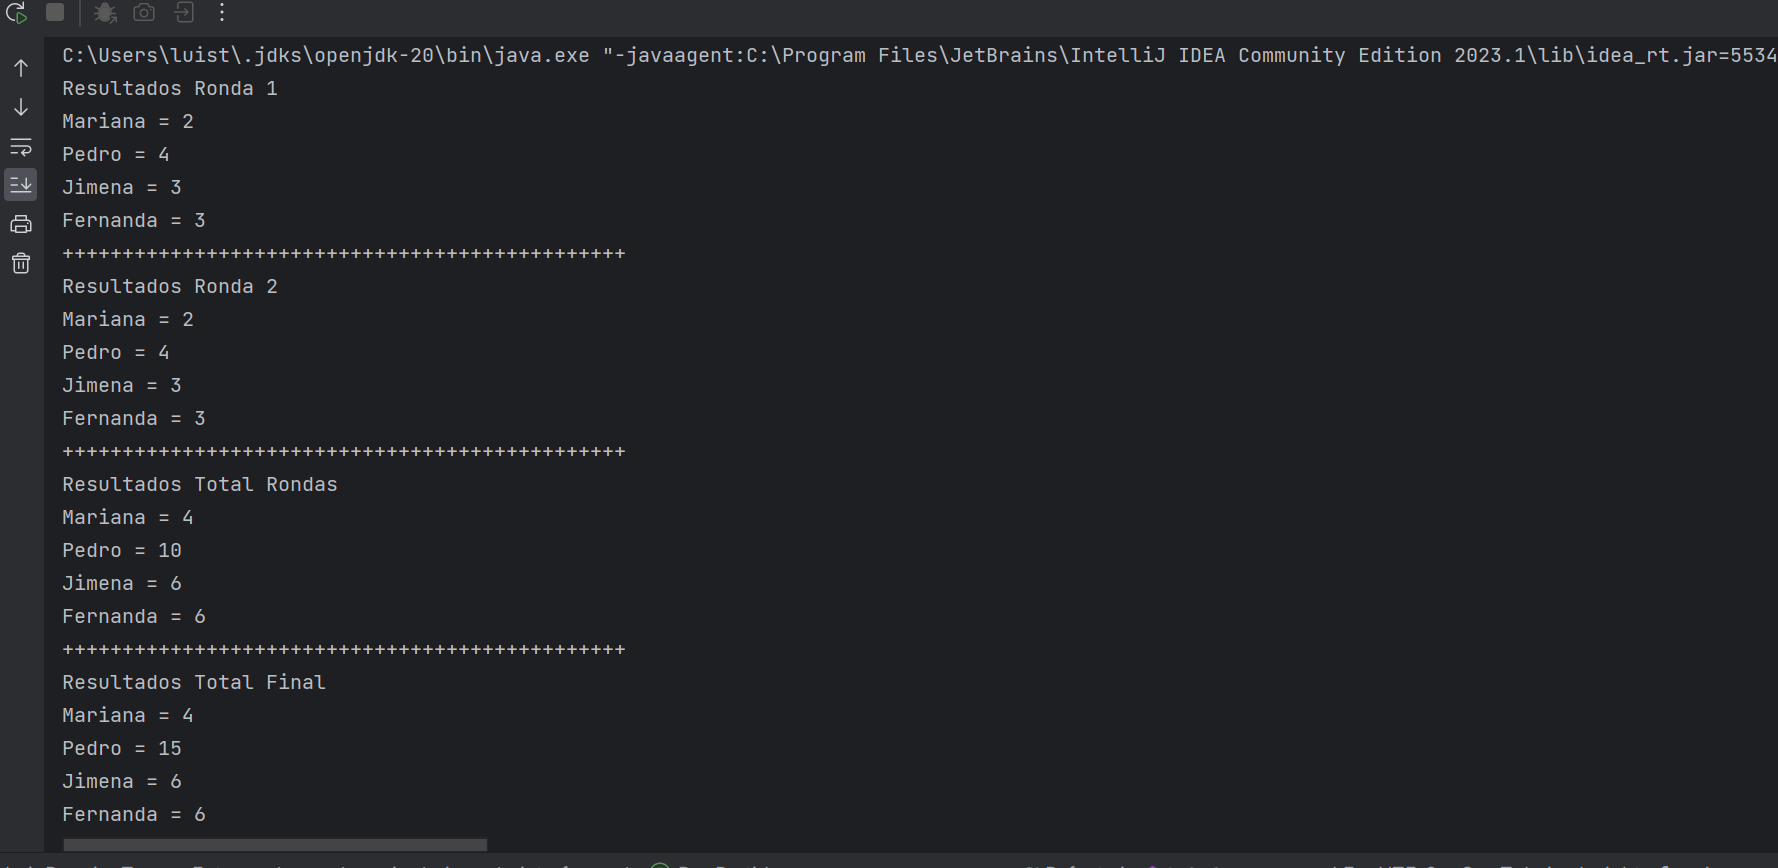 C:\Users\luist\.jdks\openjdk-20\bin\java.exe "-javaagent:C:\Program Files\JetBrains\IntelliJ IDEA Community Edition 2023.1\lib\idea_rt.jar=5534
Resultados Ronda 1
Mariana = 2
Pedro = 4
Jimena = 3
Fernanda = 3
+++++++++++++++++++++++++++++++++++++++++++++++
Resultados Ronda 2
Mariana = 2
Pedro = 4
Jimena = 3
Fernanda = 3
+++++++++++++++++++++++++++++++++++++++++++++++
Resultados Total Rondas
Mariana = 4
Pedro = 10
Jimena = 6
Fernanda = 6
+++++++++++++++++++++++++++++++++++++++++++++++
Resultados Total Final
Mariana = 4
Pedro = 15
Jimena = 6
Fernanda = 6